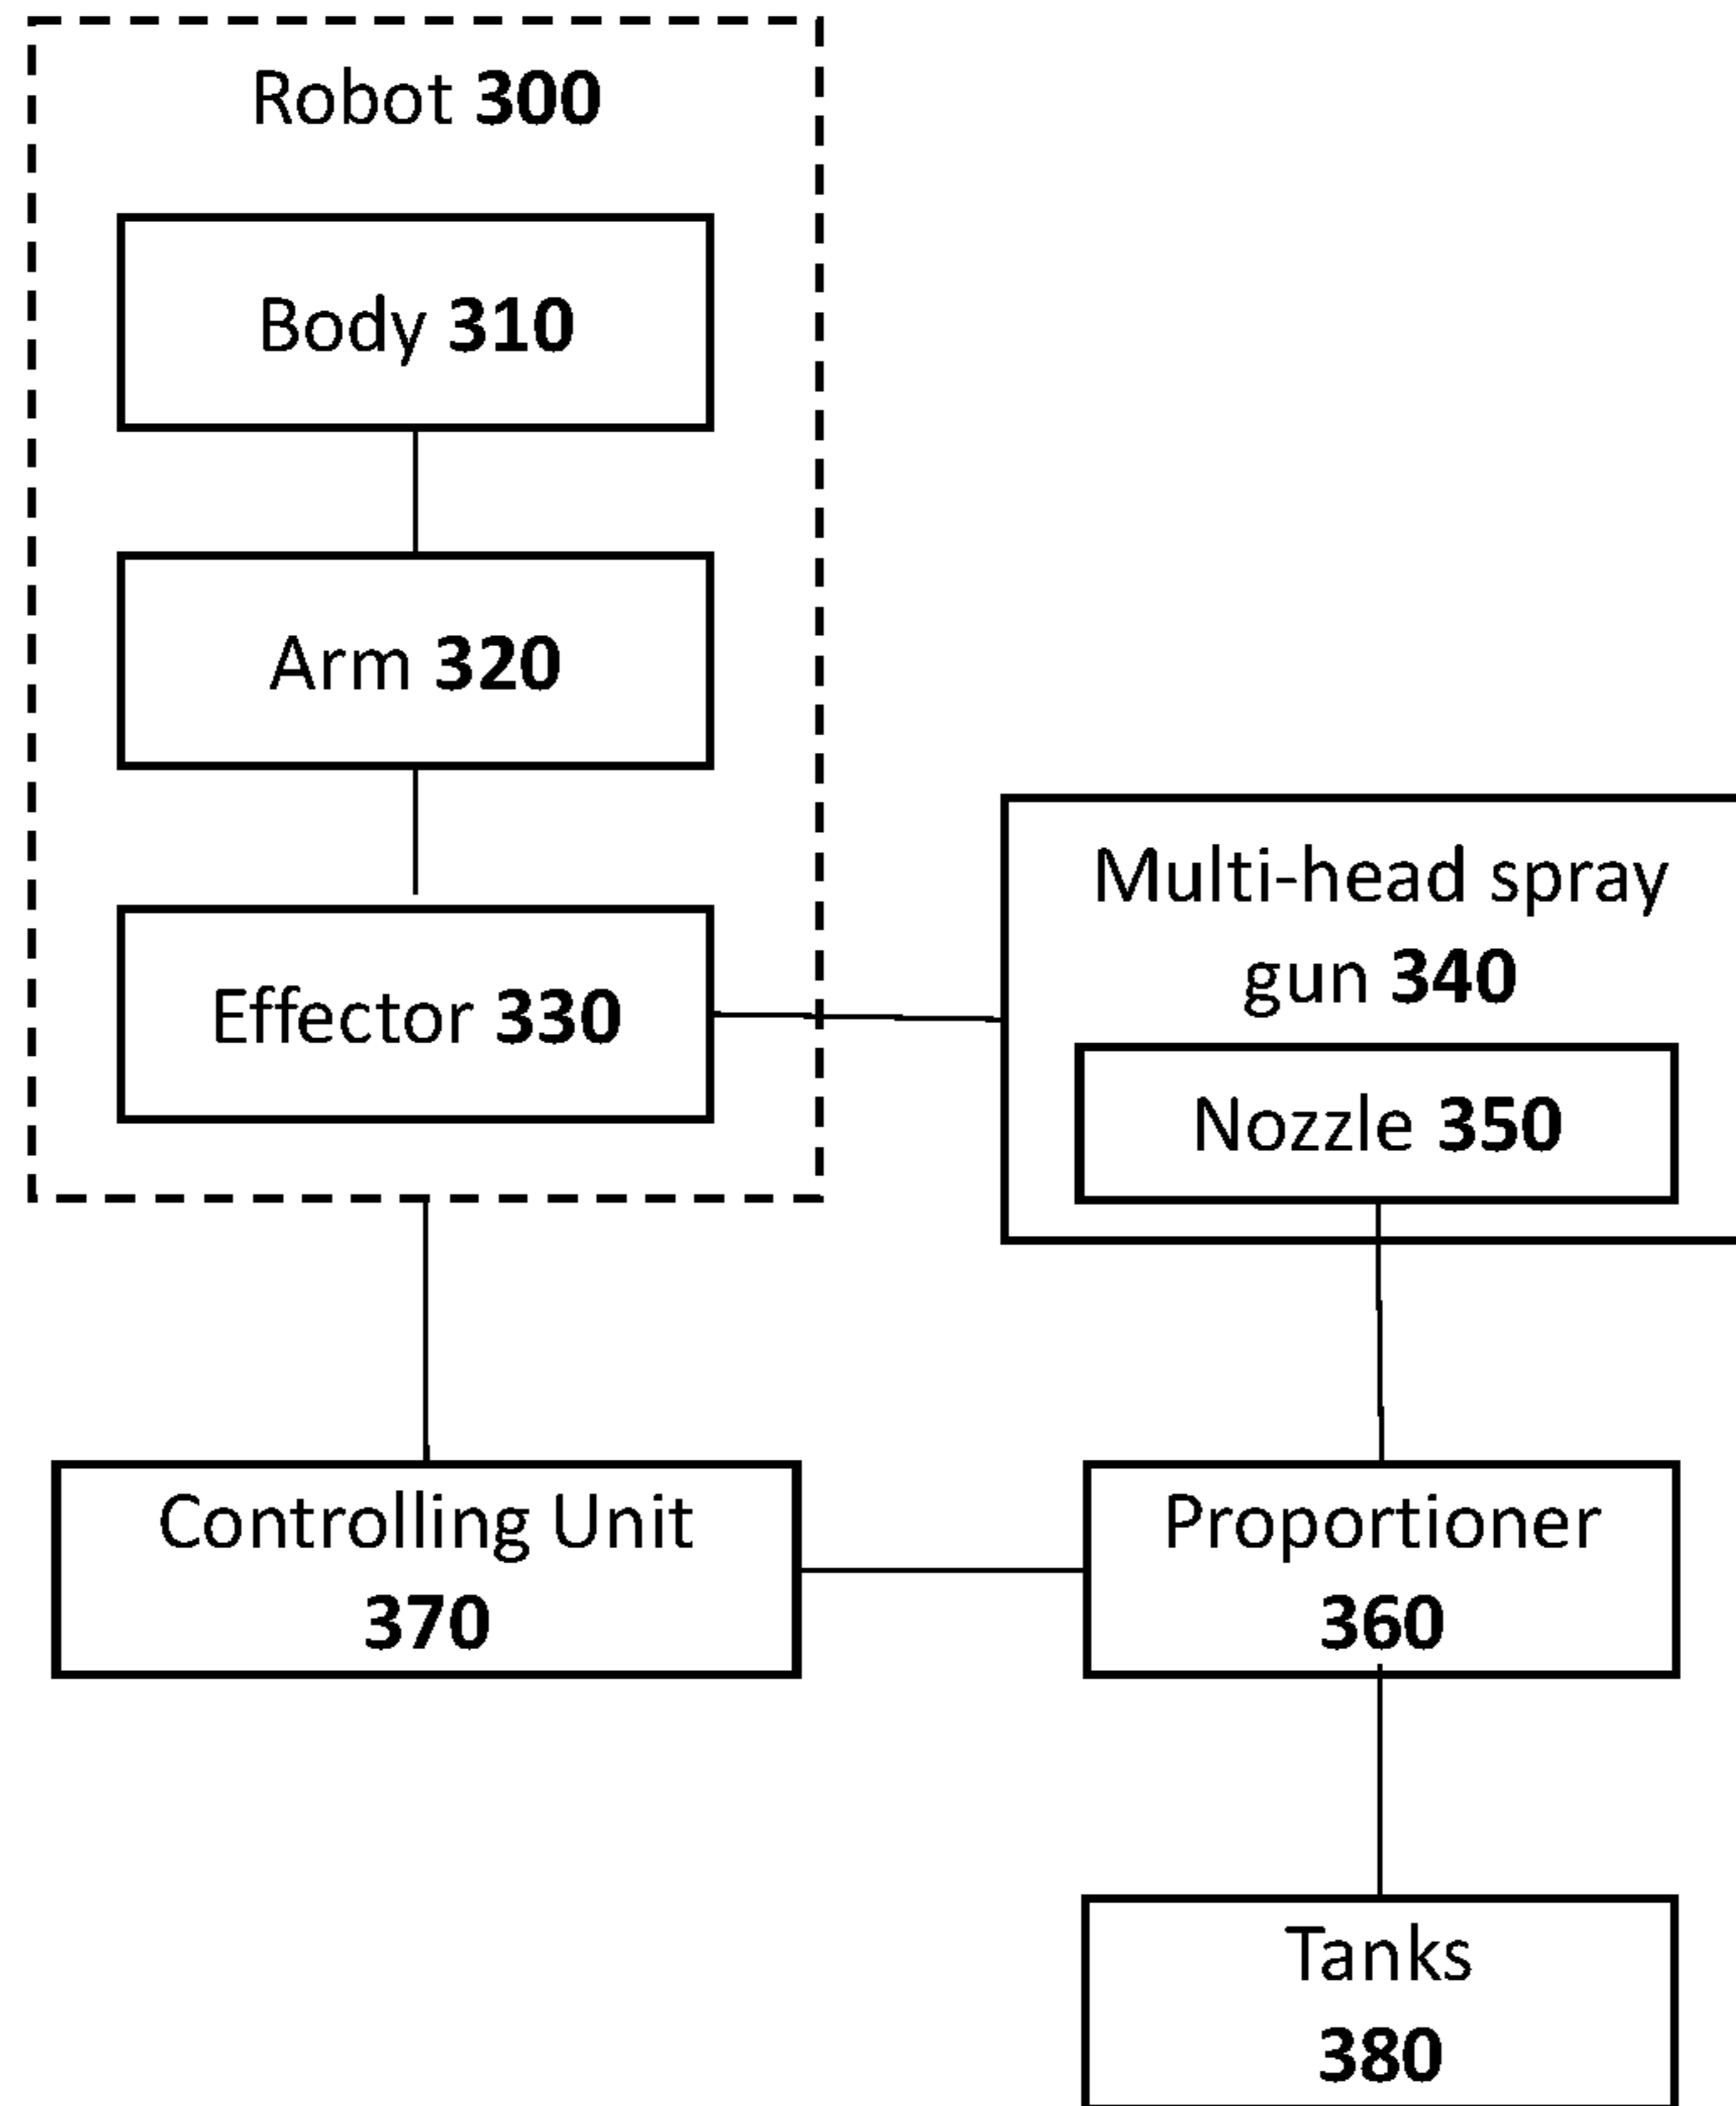 Robot 300
Body 310
Arm 320
Effector 330
Multi-head spray
gun 340
Nozzle 350
Controlling Unit
370
Proportioner
360
Tanks
380